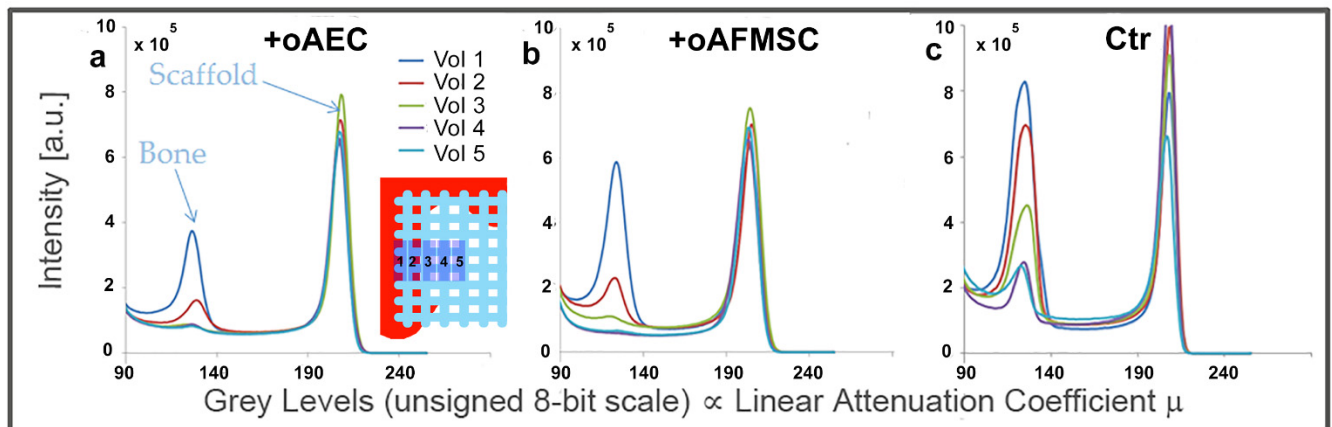 a
x 10⁵
+oAEC
Scaffold
Bone
Vol 1
Vol 2
Vol 3
Vol 4
Vol 5
1 2 3 4 5
10
8
6
4
2
0
90 140 190 240
b
x 10⁵
+oAFMSC
10
8
6
4
2
0
90 140 190 240
c
x 10⁵
Ctr
10
8
6
4
2
0
90 140 190 240
Intensity [a.u.]
Grey Levels (unsigned 8-bit scale) ∝ Linear Attenuation Coefficient μ